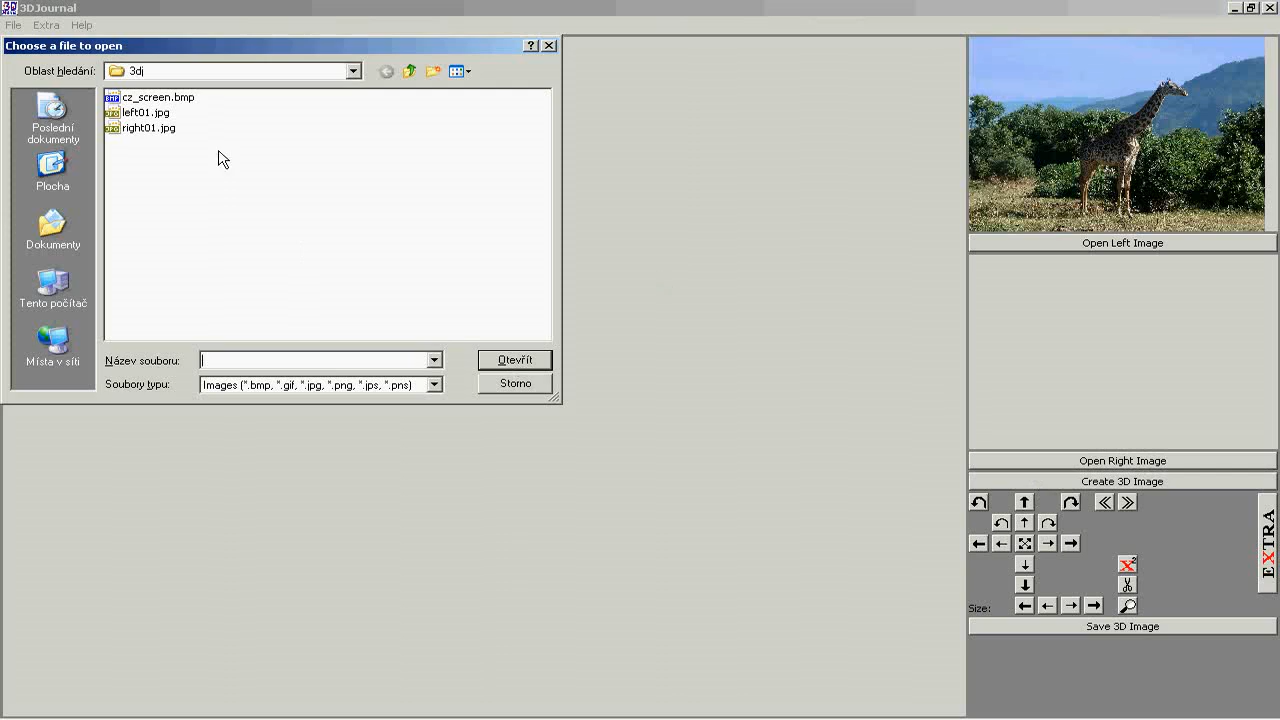 3DJournal
File Extra Help
Choose a file to open
Oblast hledání: 3dj
cz_screen.bmp
left01.jpg
right01.jpg
Poslední dokumenty
Plocha
Dokumenty
Tento počítač
Místa v síti
Název souboru:
Otevřít
Soubory typu: Images (*.bmp, *.gif, *.jpg, *.png, *.jps, *.pns)
Storno
Open Left Image
Open Right Image
Create 3D Image
X²
EXTRA
Size:
Save 3D Image